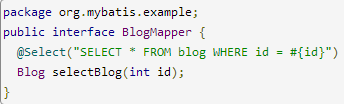 package org.mybatis.example;
public interface BlogMapper {
  @Select("SELECT * FROM blog WHERE id = #{id}")
  Blog selectBlog(int id);
}